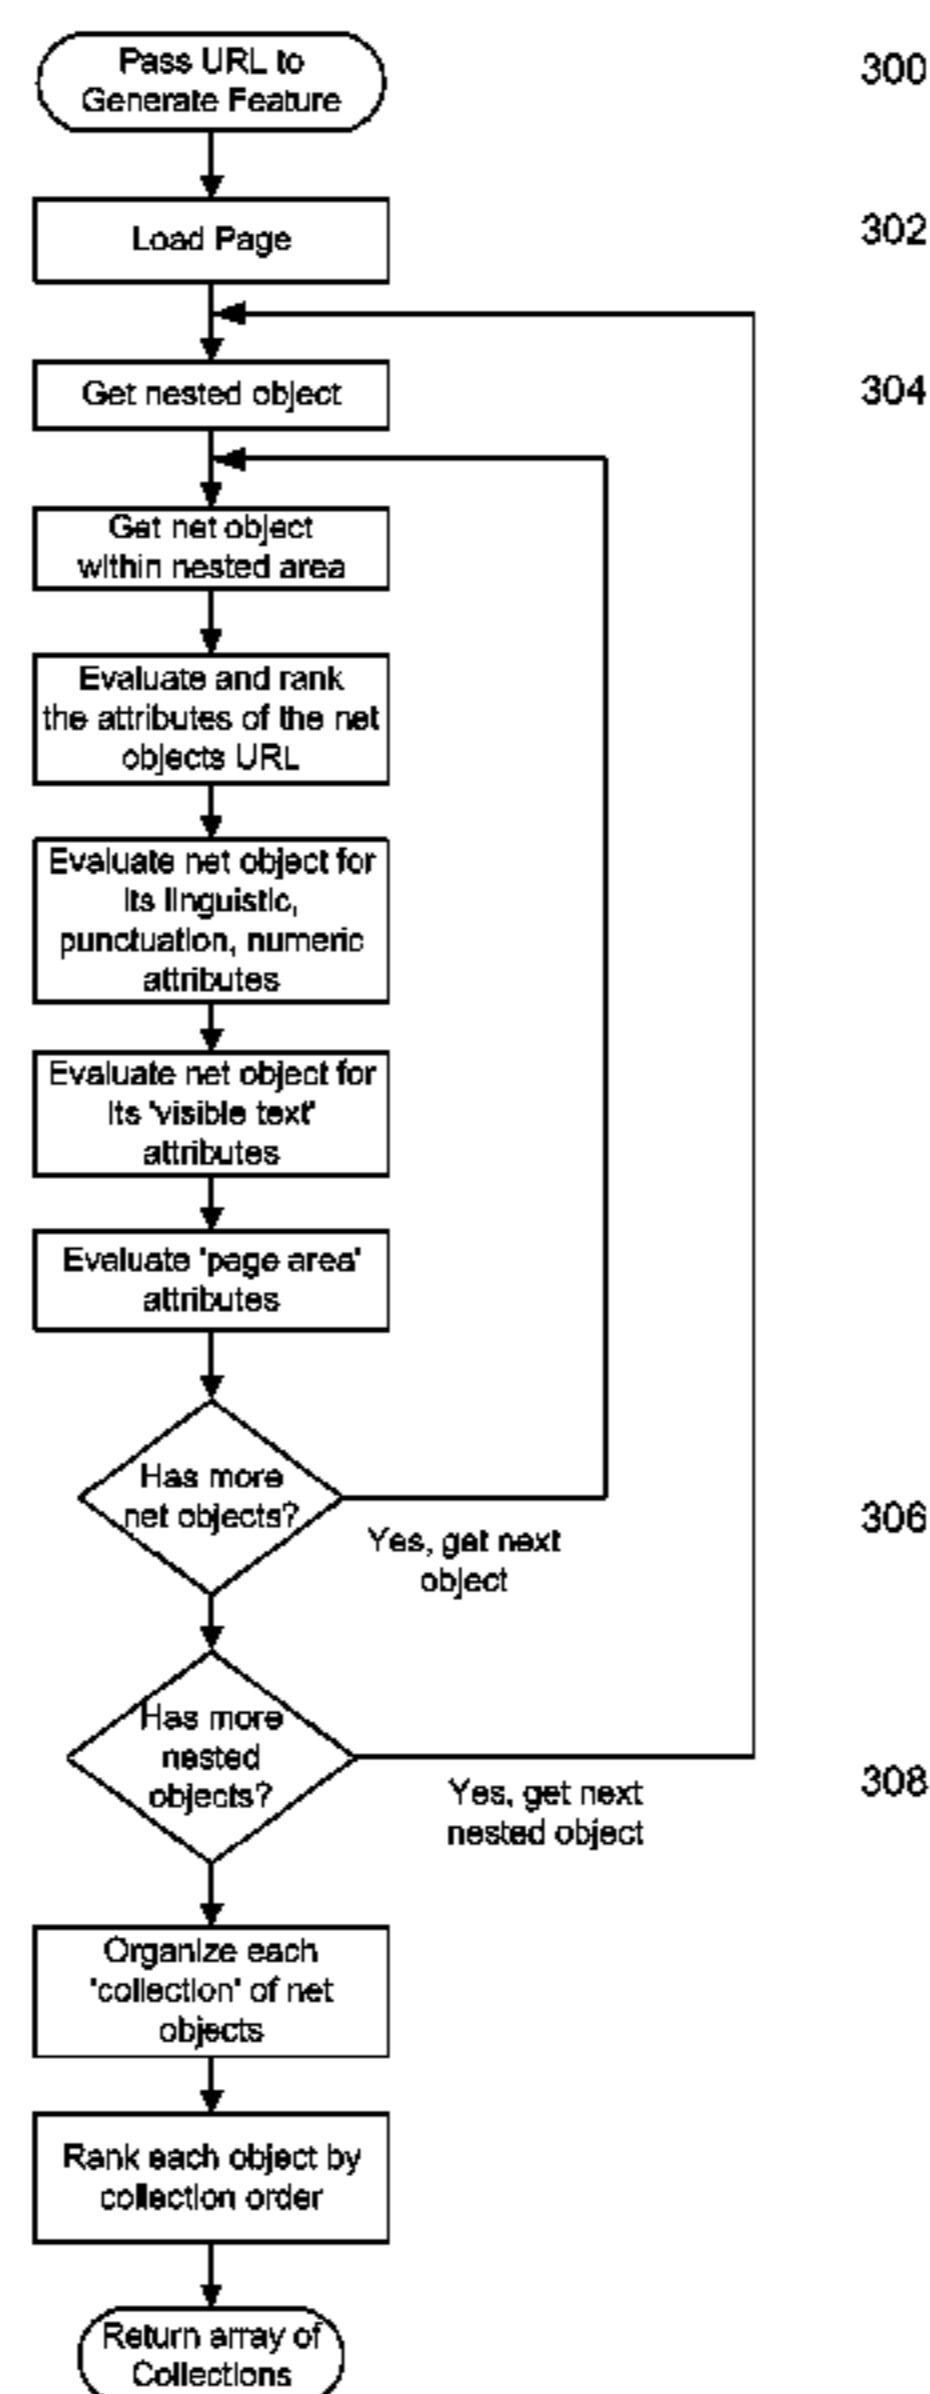 Pass URL to
Generate Feature
300
Load Page
302
Get nested object
304
Get net object
within nested area
Evaluate and rank
the attributes of the net
objects URL
Evaluate net object for
its linguistic,
punctuation, numeric
attributes
Evaluate net object for
its 'visible text'
attributes
Evaluate 'page area'
attributes
Has more
net objects?
Yes, get next
object
306
Has more
nested
objects?
Yes, get next
nested object
308
Organize each
'collection' of net
objects
Rank each object by
collection order
Return array of
Collections